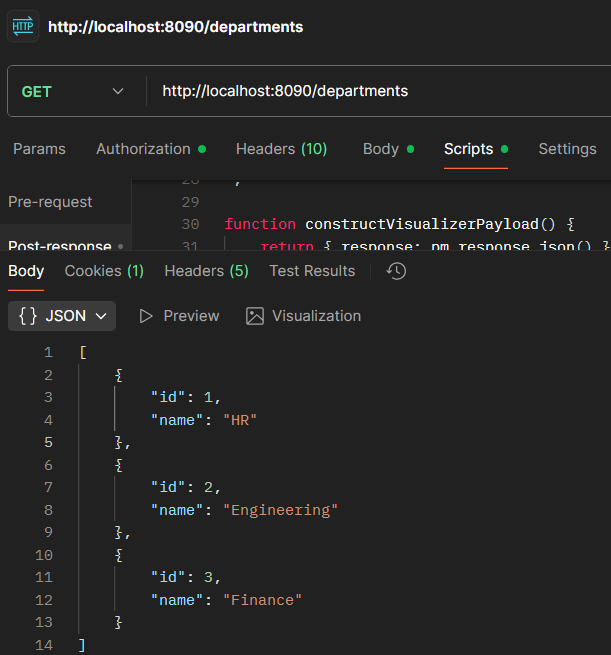 HTTP http://localhost:8090/departments
GET http://localhost:8090/departments
Params Authorization Headers (10) Body Scripts Settings
Pre-request
Post-response
28 }
29
30 function constructVisualizerPayload() {
31 return { response: pm.response.json() }
Body Cookies (1) Headers (5) Test Results
{} JSON Preview Visualization
1 [
2 {
3 "id": 1,
4 "name": "HR"
5 },
6 {
7 "id": 2,
8 "name": "Engineering"
9 },
10 {
11 "id": 3,
12 "name": "Finance"
13 }
14 ]